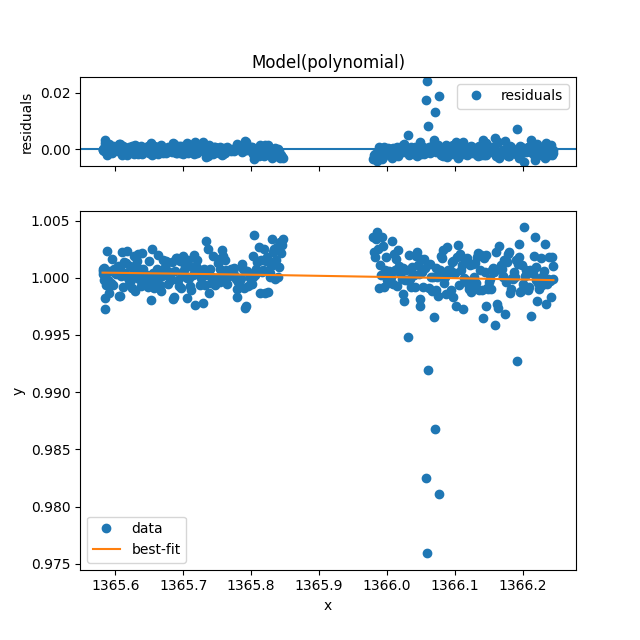 Model(polynomial)
residuals
0.02
0.00
residuals
1.005
1.000
0.995
0.990
0.985
0.980
0.975
y
data
best-fit
1365.6 1365.7 1365.8 1365.9 1366.0 1366.1 1366.2
x